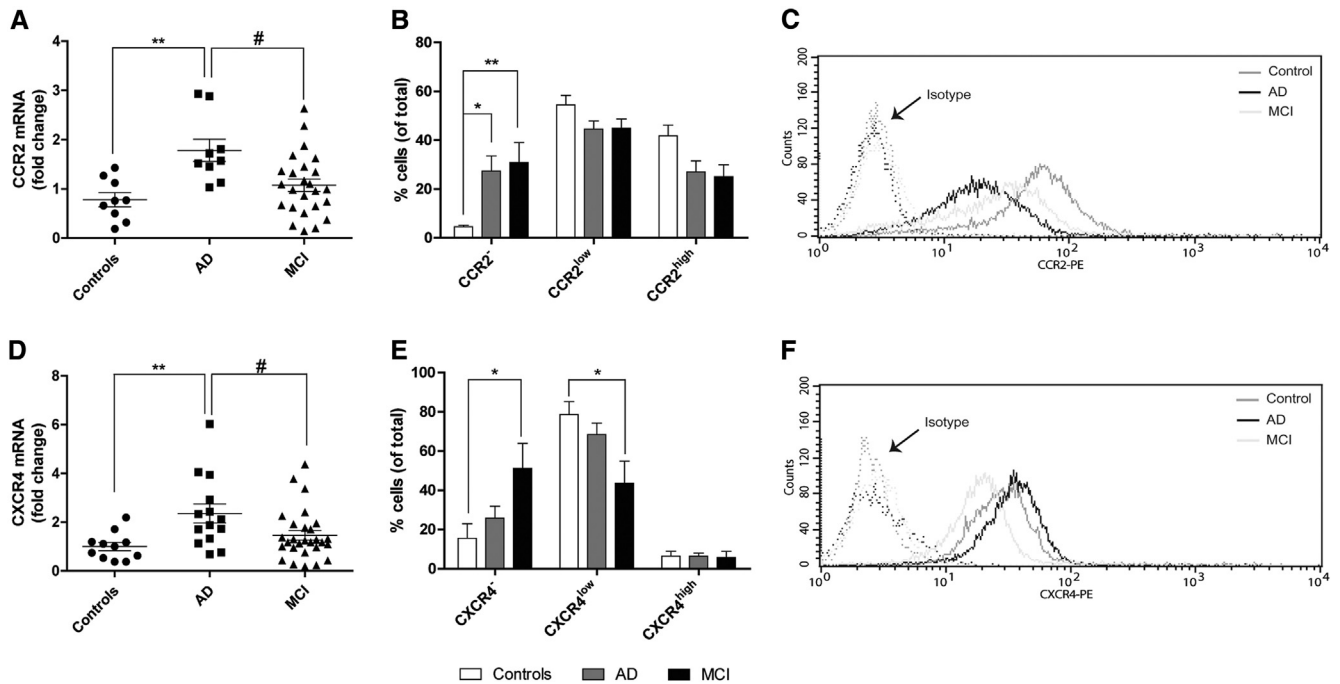 A
CCR2 mRNA
(fold change)
4
3
2
1
0
**
#
Controls
AD
MCI
B
% cells (of total)
80
60
40
20
0
*
**
CCR2-
CCR2low
CCR2high
C
Counts
200
160
120
80
40
0
Isotype
Control
AD
MCI
10^0
10^1
10^2
10^3
10^4
CCR2-PE
D
CXCR4 mRNA
(fold change)
8
6
4
2
0
**
#
Controls
AD
MCI
E
% cells (of total)
100
80
60
40
20
0
*
*
CXCR4-
CXCR4low
CXCR4high
F
Counts
200
160
120
80
40
0
Isotype
Control
AD
MCI
10^0
10^1
10^2
10^3
10^4
CXCR4-PE
Controls AD MCI